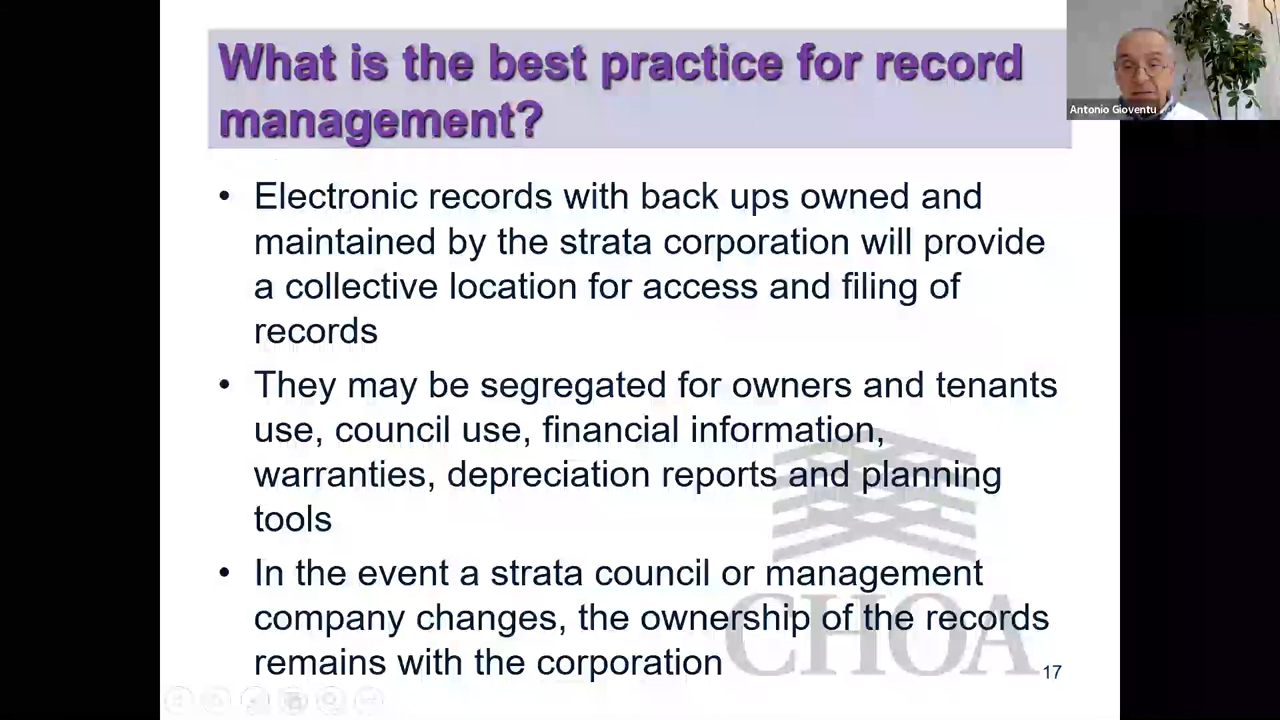 What is the best practice for record
management?
Antonio Gioventu
• Electronic records with back ups owned and
maintained by the strata corporation will provide
a collective location for access and filing of
records
• They may be segregated for owners and tenants
use, council use, financial information,
warranties, depreciation reports and planning
tools
• In the event a strata council or management
company changes, the ownership of the records
remains with the corporation
CHOA
17